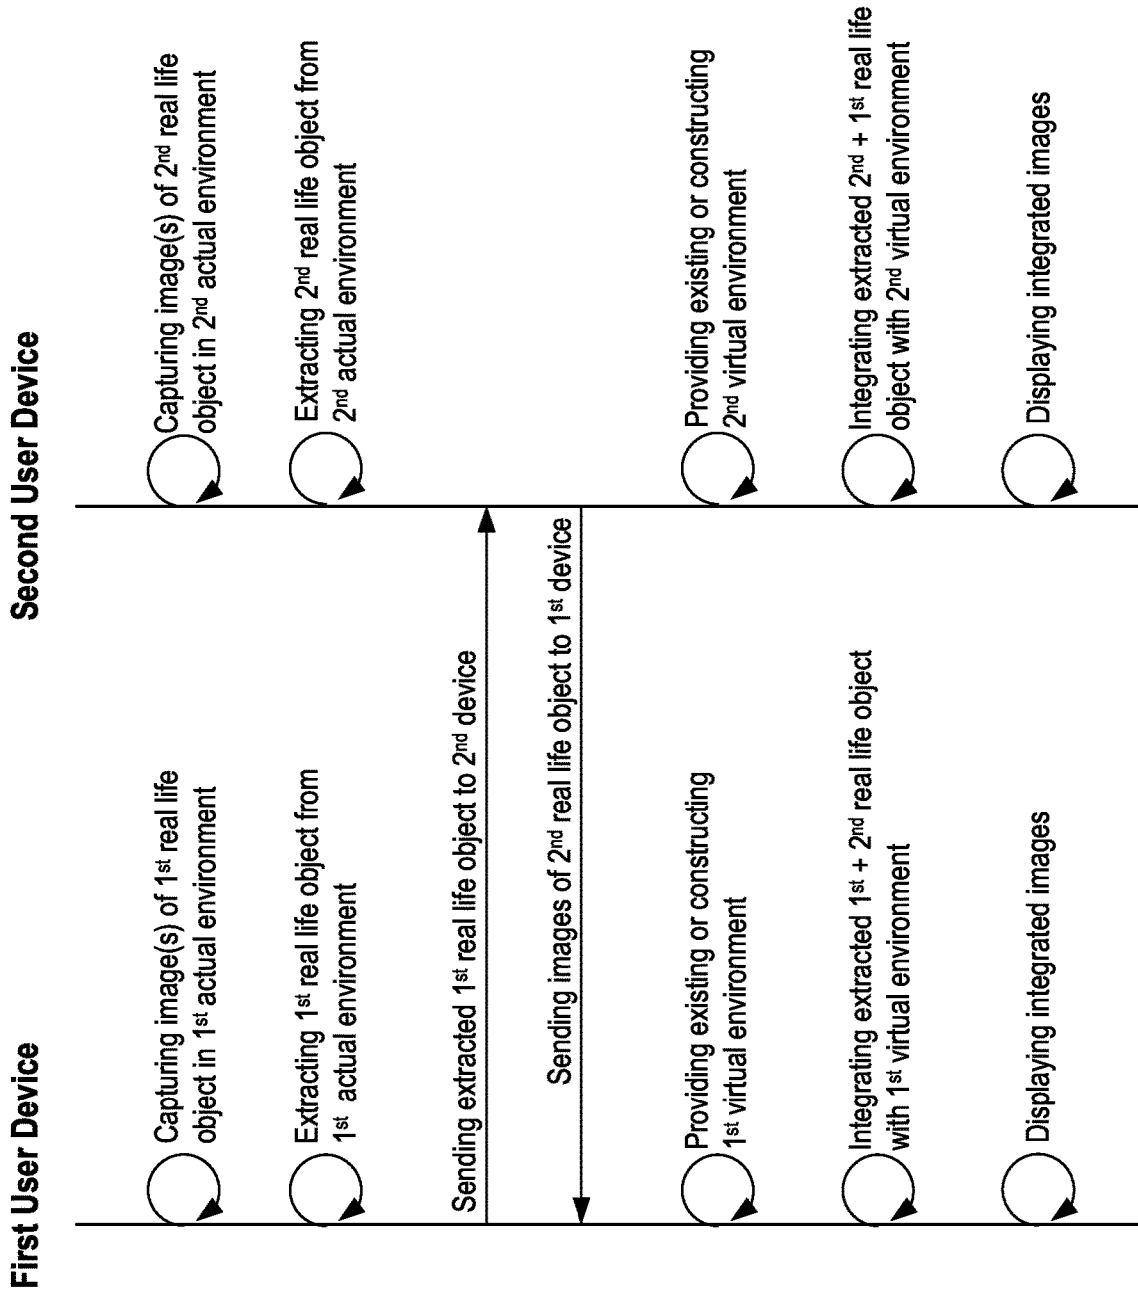 First User Device
Second User Device
Capturing image(s) of 1st real life
object in 1st actual environment
Capturing image(s) of 2nd real life
object in 2nd actual environment
Extracting 1st real life object from
1st actual environment
Extracting 2nd real life object from
2nd actual environment
Sending extracted 1st real life object to 2nd device
Sending images of 2nd real life object to 1st device
Providing existing or constructing
1st virtual environment
Providing existing or constructing
2nd virtual environment
Integrating extracted 1st + 2nd real life object
with 1st virtual environment
Integrating extracted 2nd + 1st real life
object with 2nd virtual environment
Displaying integrated images
Displaying integrated images